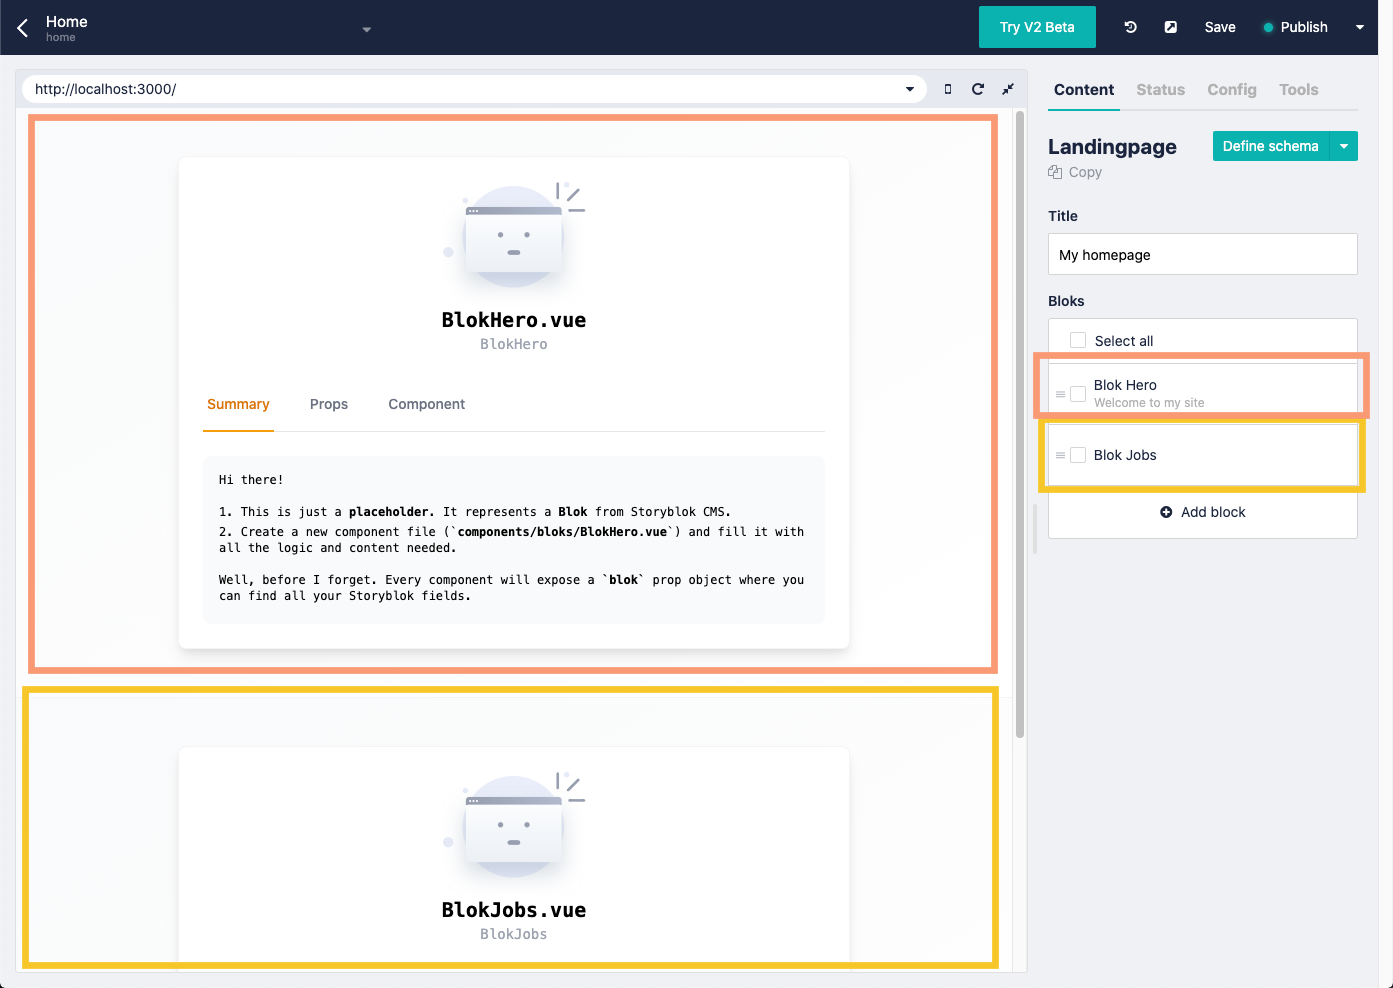 Home
home
Try V2 Beta
Save
Publish
http://localhost:3000/
Content Status Config Tools
Landingpage
Define schema
Copy
Title
My homepage
Bloks
Select all
Blok Hero
Welcome to my site
Blok Jobs
Add block
BlokHero.vue
BlokHero
Summary Props Component
Hi there!
1. This is just a placeholder. It represents a Blok from Storyblok CMS.
2. Create a new component file (`components/bloks/BlokHero.vue`) and fill it with
all the logic and content needed.
Well, before I forget. Every component will expose a `blok` prop object where you
can find all your Storyblok fields.
BlokJobs.vue
BlokJobs